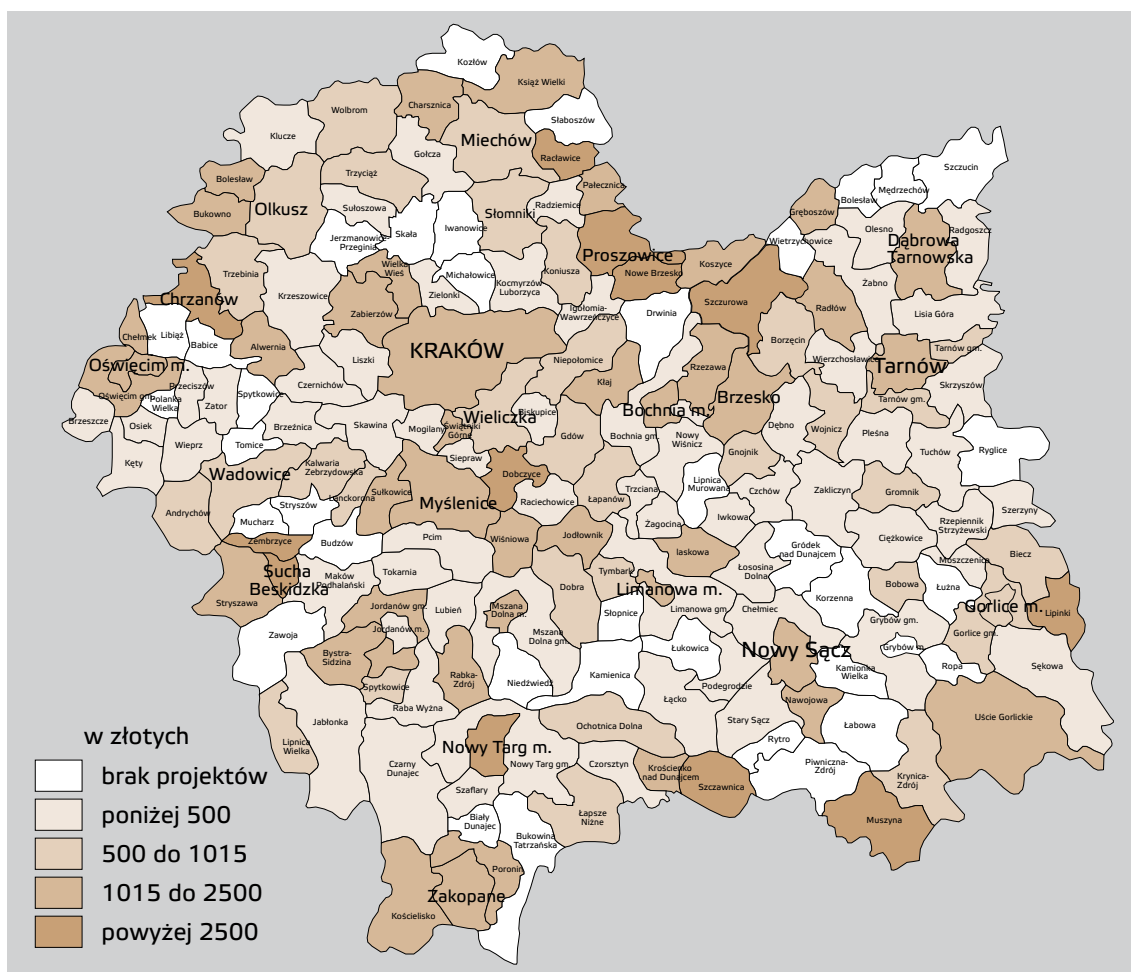 Kozłów
Książ Wielki
Charsznica
Wolbrom
Słaboszów
Klucze
Miechów
Gołcza
Racławice
Szczucin
Bolesław
Trzyciąż
Pałecznica
Mędrzechów
Bolesław
Sułoszowa
Radziemice
Bukowno
Olkusz
Słomniki
Gręboszów
Iwanowice
Skała
Olesno
Radgoszcz
Jerzmanowice
Przeginia
Wietrzychowice
Dąbrowa
Tarnowska
Proszowice
Koszyce
Wielka
Wieś
Koniusza
Trzebinia
Michałowice
Nowe Brzesko
Kocmyrzów
Luborzyca
Żabno
Krzeszowice
Zielonki
Szczurowa
Chrzanów
Igołomia-
Wawrzeńczyce
Radłów
Zabierzów
Drwinia
Lisia Góra
Chełmek
Libiąż
Babice
Alwernia
KRAKÓW
Borzęcin
Tarnów gm.
Liszki
Niepołomice
Wierzchosławice
Oświęcim m.
Rzezawa
Tarnów
Kłaj
Czernichów
Skrzyszów
Przeciszów
Oświęcim gm.
Polanka
Wielka
Spytkowice
Brzesko
Tarnów gm.
Zator
Bochnia m.
Biskupice
Wieliczka
Brzeszcze
Osiek
Brzeźnica
Skawina
Mogilany
Świątniki
Górne
Dębno
Wojnicz
Pleśna
Bochnia gm.
Nowy
Wiśnicz
Wieprz
Tomice
Gdów
Gnojnik
Tuchów
Ryglice
Siepraw
Kęty
Kalwaria
Zebrzydowska
Wadowice
Dobczyce
Lipnica
Murowana
Sułkowice
Trzciana
Czchów
Zakliczyn
Gromnik
Lanckorona
Myślenice
Raciechowice
Łapanów
Stryszów
Andrychów
Szerzyny
Iwkowa
Rzepiennik
Strzyżewski
Mucharz
Żagocina
Zembrzyce
Budzów
Pcim
Wiśniowa
Jodłownik
Ciężkowice
Iaskowa
Gródek
nad Dunajcem
Biecz
Moszczenica
Łososina
Dolna
Sucha
Beskidzka
Maków
Podhalański
Tokarnia
Tymbark
Dobra
Limanowa m.
Bobowa
Łużna
Korzenna
Stryszawa
Jordanów gm.
Lubień
Mszana
Dolna m.
Słopnice
Limanowa gm.
Chełmiec
Gorlice m.
Lipinki
Grybów gm.
Jordanów m.
Mszana
Dolna gm.
Gorlice gm.
Zawoja
Nowy Sącz
Łukowica
Grybów m.
Bystra-
Sidzina
Sękowa
Ropa
Kamionka
Wielka
Rabka-
Zdrój
Kamienica
Niedźwiedź
Spytkowice
Podegrodzie
Jabłonka
Raba Wyżna
Łącko
Nawojowa
Uście Gorlickie
Stary Sącz
Ochotnica Dolna
Łabowa
w złotych
Lipnica
Wielka
Nowy Targ m.
Rytro
Czarny
Dunajec
Nowy Targ gm.
Czorsztyn
Piwniczna-
Zdrój
brak projektów
Krościenko
nad Dunajcem
Szczawnica
Krynica-
Zdrój
Szaflary
poniżej 500
Biały
Dunajec
Łapsze
Niżne
Muszyna
Bukowina
Tatrzańska
500 do 1015
Poronin
1015 do 2500
Zakopane
Kościelisko
powyżej 2500